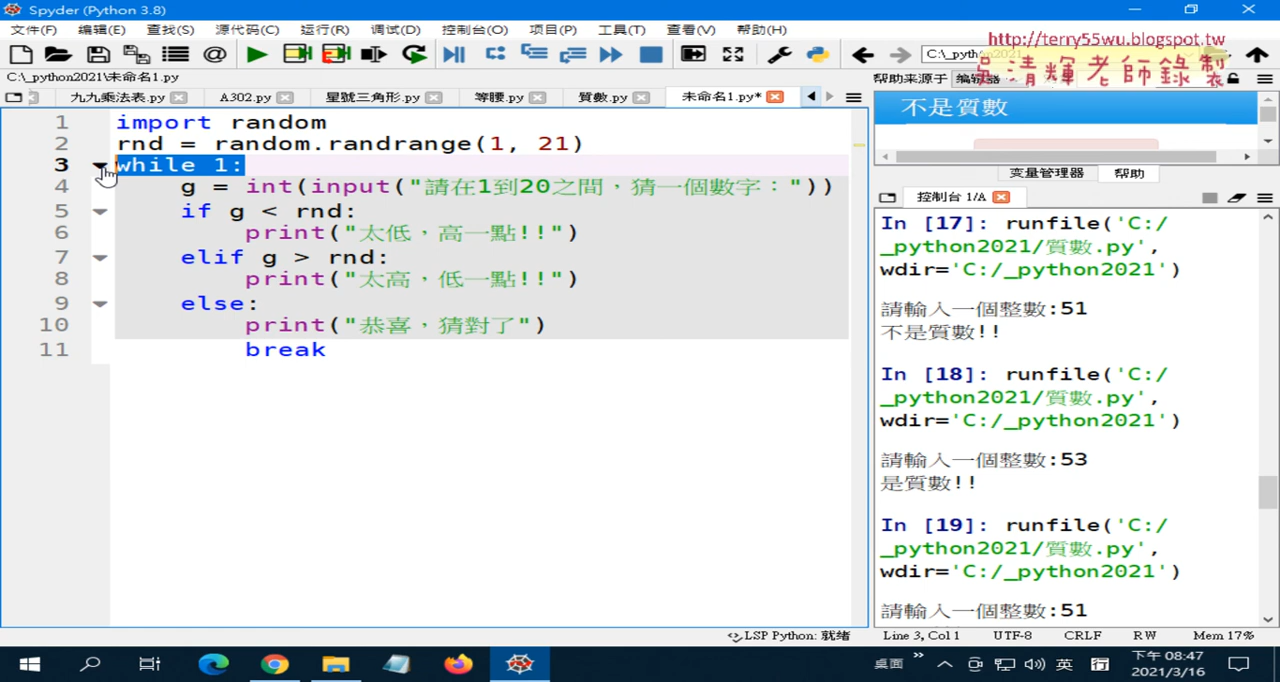 Spyder (Python 3.8)
文件(F) 编辑(E) 查找(S) 源代码(C) 运行(R) 调试(D) 控制台(O) 项目(P) 工具(T) 查看(V) 帮助(H)
http://terry55wu.blogspot.tw
吳清輝老師錄製
C:\_pyth
C:\_python2021\未命名1.py
帮助来源于 编辑器
九九乘法表.py A302.py 星號三角形.py 等腰.py 質數.py 未命名1.py*
1 import random
2 rnd = random.randrange(1, 21)
3 while 1:
4 g = int(input("請在1到20之間，猜一個數字："))
5 if g < rnd:
6 print("太低，高一點!!")
7 elif g > rnd:
8 print("太高，低一點!!")
9 else:
10 print("恭喜，猜對了")
11 break
不是質數
变量管理器 帮助
控制台 1/A
In [17]: runfile('C:/
_python2021/質數.py',
wdir='C:/_python2021')
請輸入一個整數:51
不是質數!!
In [18]: runfile('C:/
_python2021/質數.py',
wdir='C:/_python2021')
請輸入一個整數:53
是質數!!
In [19]: runfile('C:/
_python2021/質數.py',
wdir='C:/_python2021')
請輸入一個整數:51
LSP Python: 就绪 Line 3, Col 1 UTF-8 CRLF RW Mem 17%
桌面 英 下午 08:47
2021/3/16